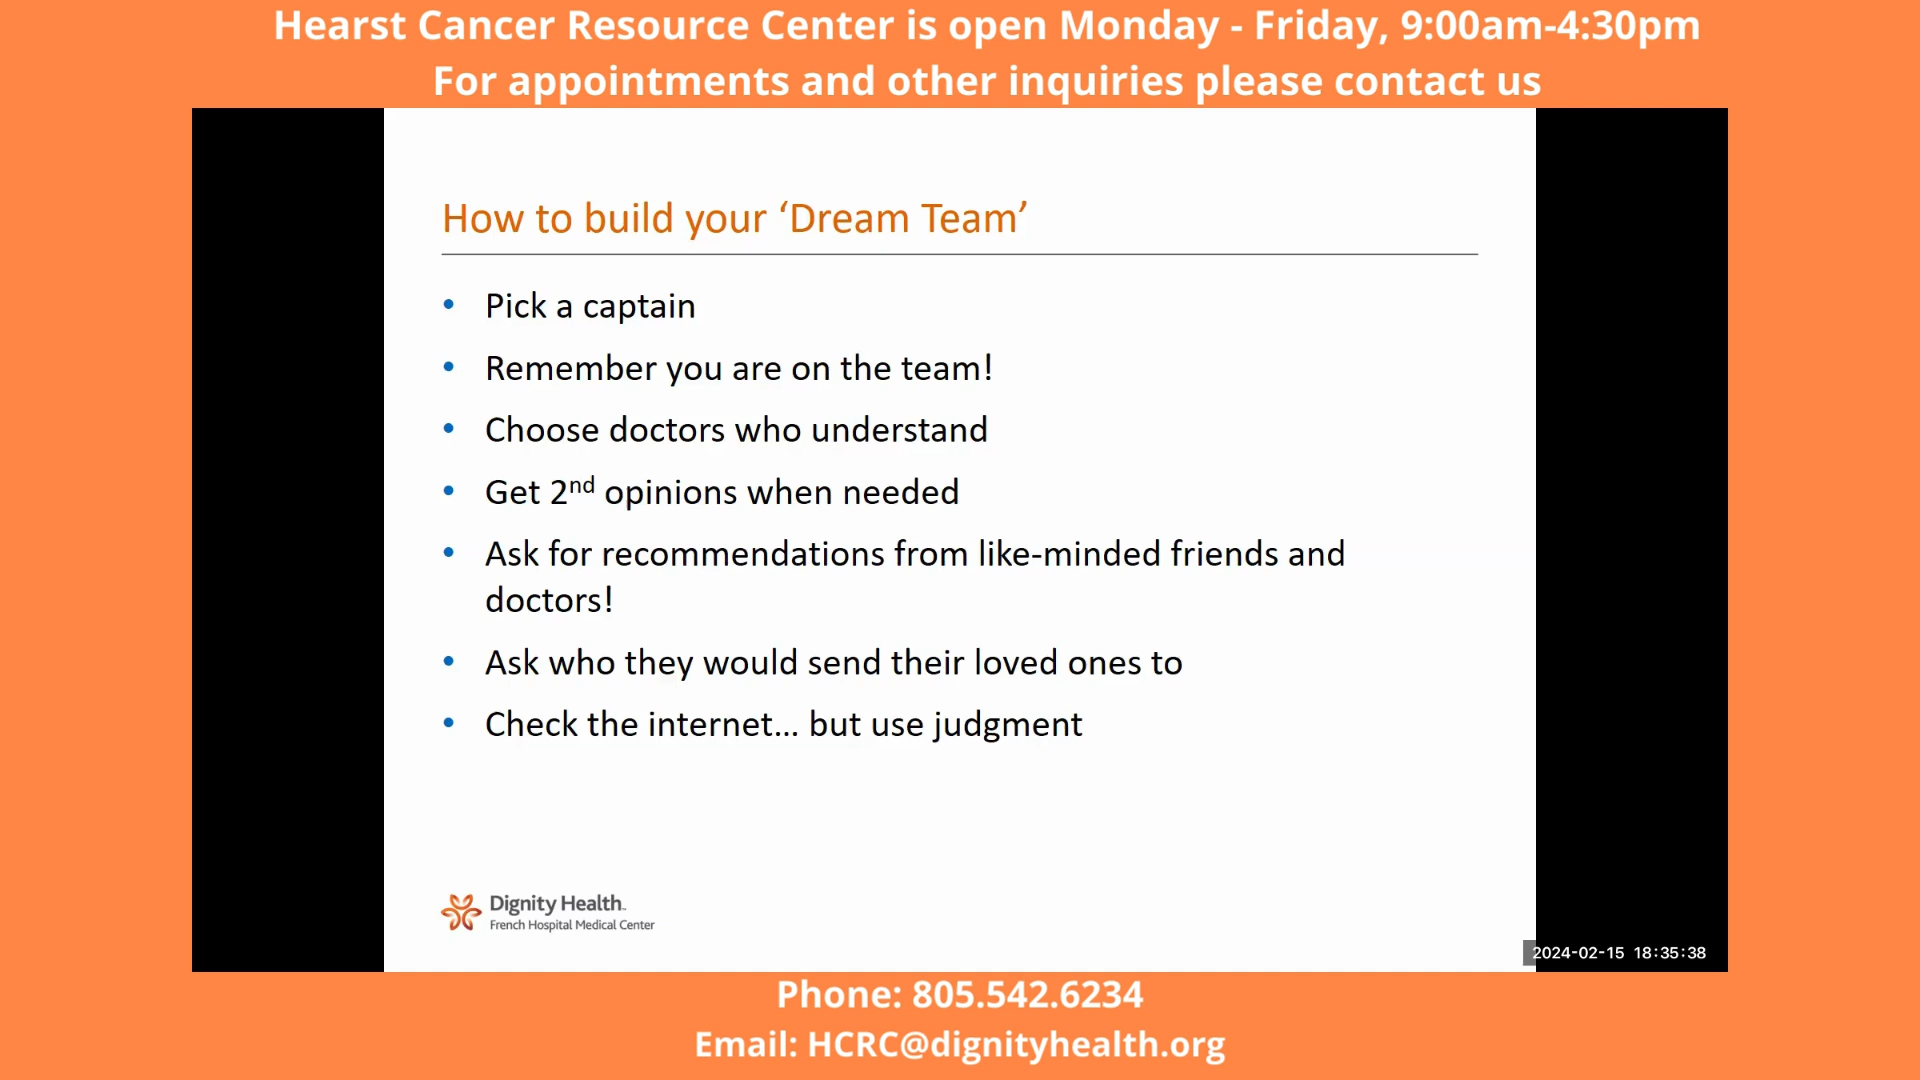 Hearst Cancer Resource Center is open Monday - Friday, 9:00am-4:30pm
For appointments and other inquiries please contact us
How to build your ‘Dream Team’
• Pick a captain
• Remember you are on the team!
• Choose doctors who understand
• Get 2nd opinions when needed
• Ask for recommendations from like-minded friends and
doctors!
• Ask who they would send their loved ones to
• Check the internet... but use judgment
Dignity Health™
French Hospital Medical Center
2024-02-15 18:35:38
Phone: 805.542.6234
Email: HCRC@dignityhealth.org